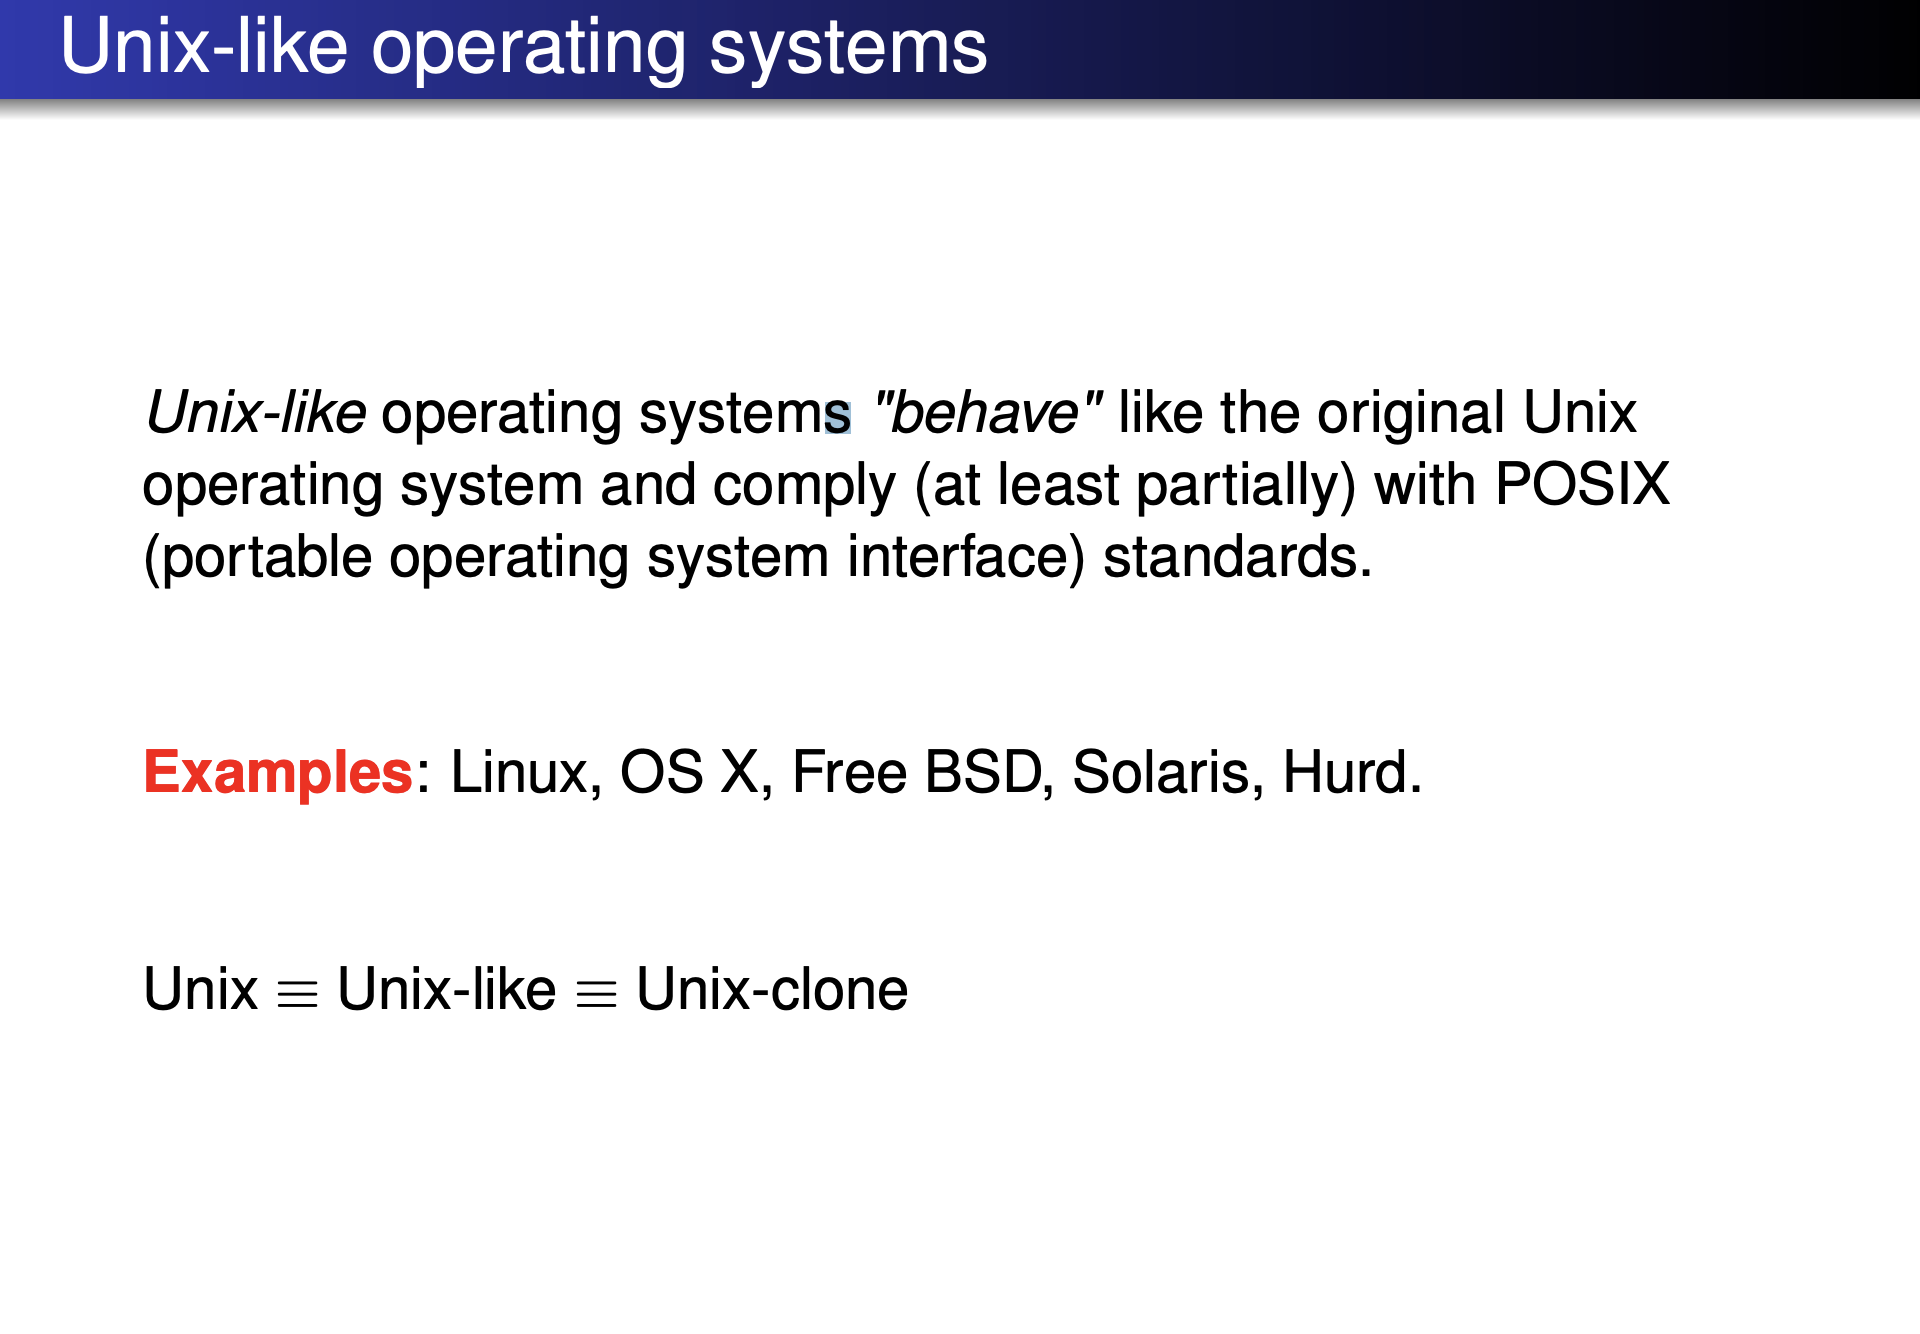 Unix-like operating systems
Unix-like operating systems "behave" like the original Unix
operating system and comply (at least partially) with POSIX
(portable operating system interface) standards.
Examples: Linux, OS X, Free BSD, Solaris, Hurd.
Unix ≡ Unix-like ≡ Unix-clone